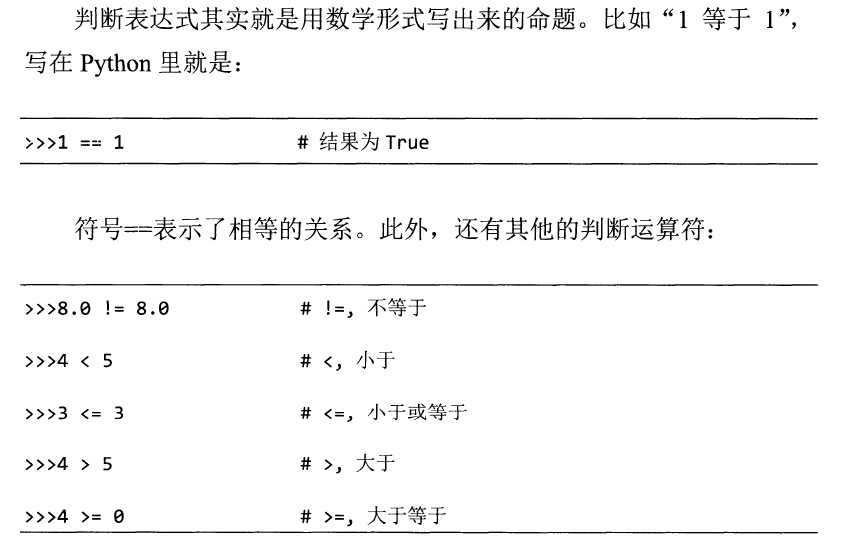 判断表达式其实就是用数学形式写出来的命题。比如“1 等于 1”，
写在 Python 里就是：
>>>1 == 1 # 结果为 True
符号==表示了相等的关系。此外，还有其他的判断运算符：
>>>8.0 != 8.0 # !=, 不等于
>>>4 < 5 # <, 小于
>>>3 <= 3 # <=, 小于或等于
>>>4 > 5 # >, 大于
>>>4 >= 0 # >=, 大于等于